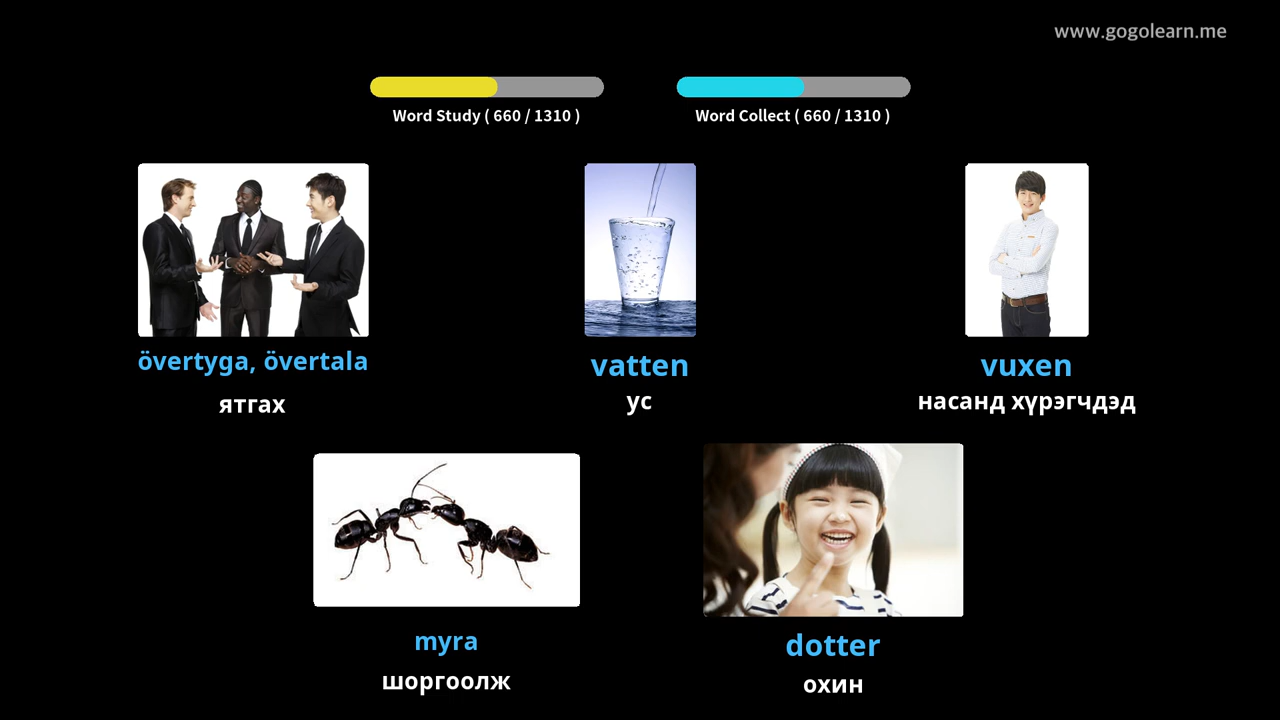 www.gogolearn.me
Word Study ( 660 / 1310 )
Word Collect ( 660 / 1310 )
övertyga, övertala
ятгах
vatten
ус
vuxen
насанд хүрэгчдэд
myra
шоргоолж
dotter
охин